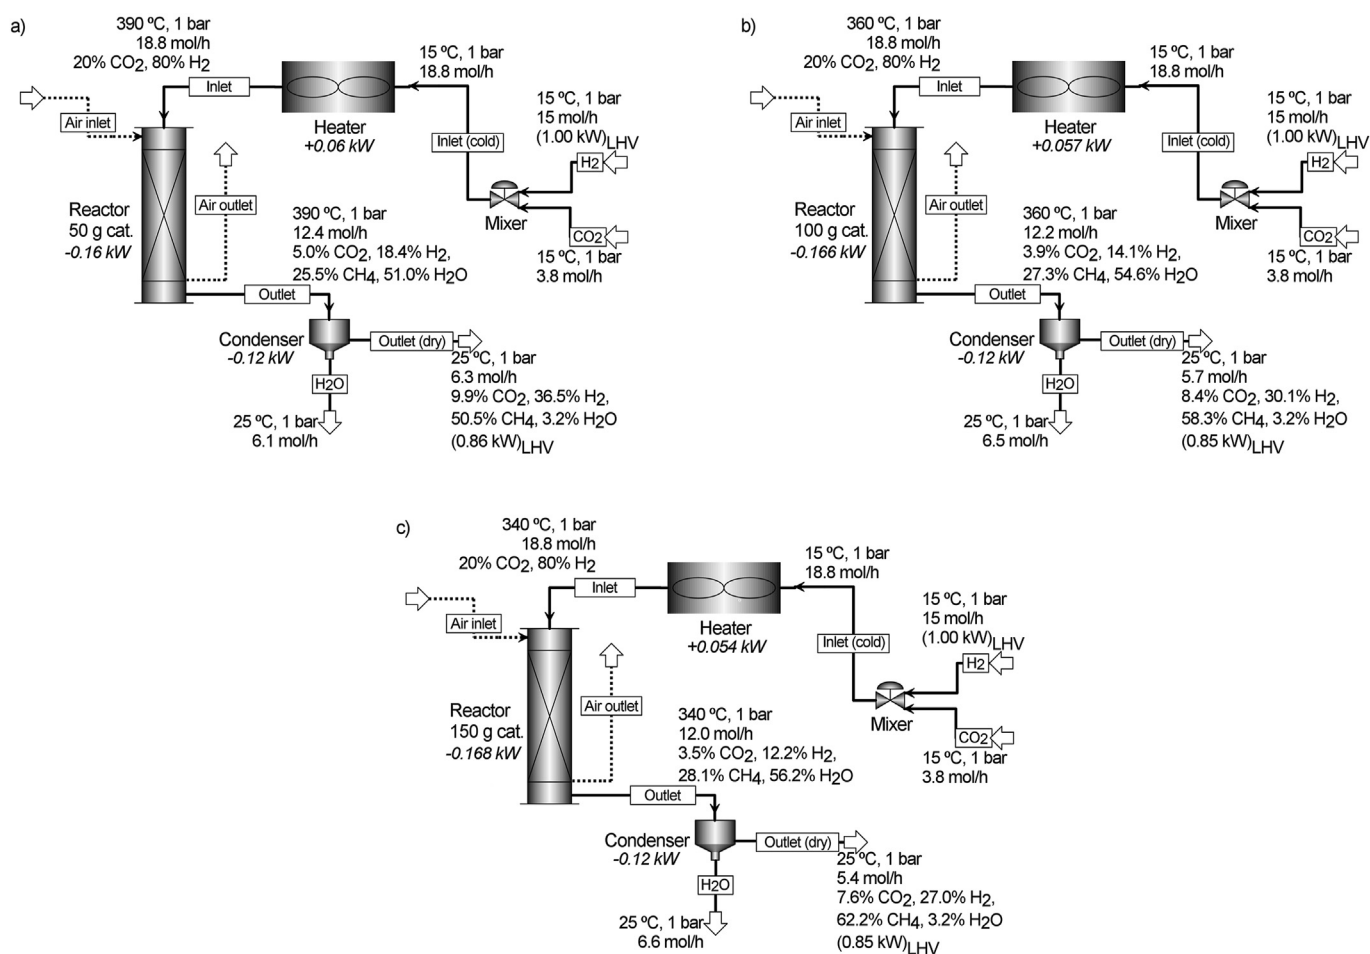 a)
390 ºC, 1 bar
18.8 mol/h
20% CO2, 80% H2
Inlet
Air inlet
Heater
+0.06 kW
15 ºC, 1 bar
18.8 mol/h
Inlet (cold)
15 ºC, 1 bar
15 mol/h
(1.00 kW)LHV
H2
Mixer
CO2
15 ºC, 1 bar
3.8 mol/h
Reactor
50 g cat.
-0.16 kW
Air outlet
390 ºC, 1 bar
12.4 mol/h
5.0% CO2, 18.4% H2,
25.5% CH4, 51.0% H2O
Outlet
Condenser
-0.12 kW
Outlet (dry)
H2O
25 ºC, 1 bar
6.1 mol/h
25 ºC, 1 bar
6.3 mol/h
9.9% CO2, 36.5% H2,
50.5% CH4, 3.2% H2O
(0.86 kW)LHV
b)
360 ºC, 1 bar
18.8 mol/h
20% CO2, 80% H2
Inlet
Air inlet
Heater
+0.057 kW
15 ºC, 1 bar
18.8 mol/h
Inlet (cold)
15 ºC, 1 bar
15 mol/h
(1.00 kW)LHV
H2
Mixer
CO2
15 ºC, 1 bar
3.8 mol/h
Reactor
100 g cat.
-0.166 kW
Air outlet
360 ºC, 1 bar
12.2 mol/h
3.9% CO2, 14.1% H2,
27.3% CH4, 54.6% H2O
Outlet
Condenser
-0.12 kW
Outlet (dry)
H2O
25 ºC, 1 bar
6.5 mol/h
25 ºC, 1 bar
5.7 mol/h
8.4% CO2, 30.1% H2,
58.3% CH4, 3.2% H2O
(0.85 kW)LHV
c)
340 ºC, 1 bar
18.8 mol/h
20% CO2, 80% H2
Inlet
Air inlet
Heater
+0.054 kW
15 ºC, 1 bar
18.8 mol/h
Inlet (cold)
15 ºC, 1 bar
15 mol/h
(1.00 kW)LHV
H2
Mixer
CO2
15 ºC, 1 bar
3.8 mol/h
Reactor
150 g cat.
-0.168 kW
Air outlet
340 ºC, 1 bar
12.0 mol/h
3.5% CO2, 12.2% H2,
28.1% CH4, 56.2% H2O
Outlet
Condenser
-0.12 kW
Outlet (dry)
H2O
25 ºC, 1 bar
6.6 mol/h
25 ºC, 1 bar
5.4 mol/h
7.6% CO2, 27.0% H2,
62.2% CH4, 3.2% H2O
(0.85 kW)LHV